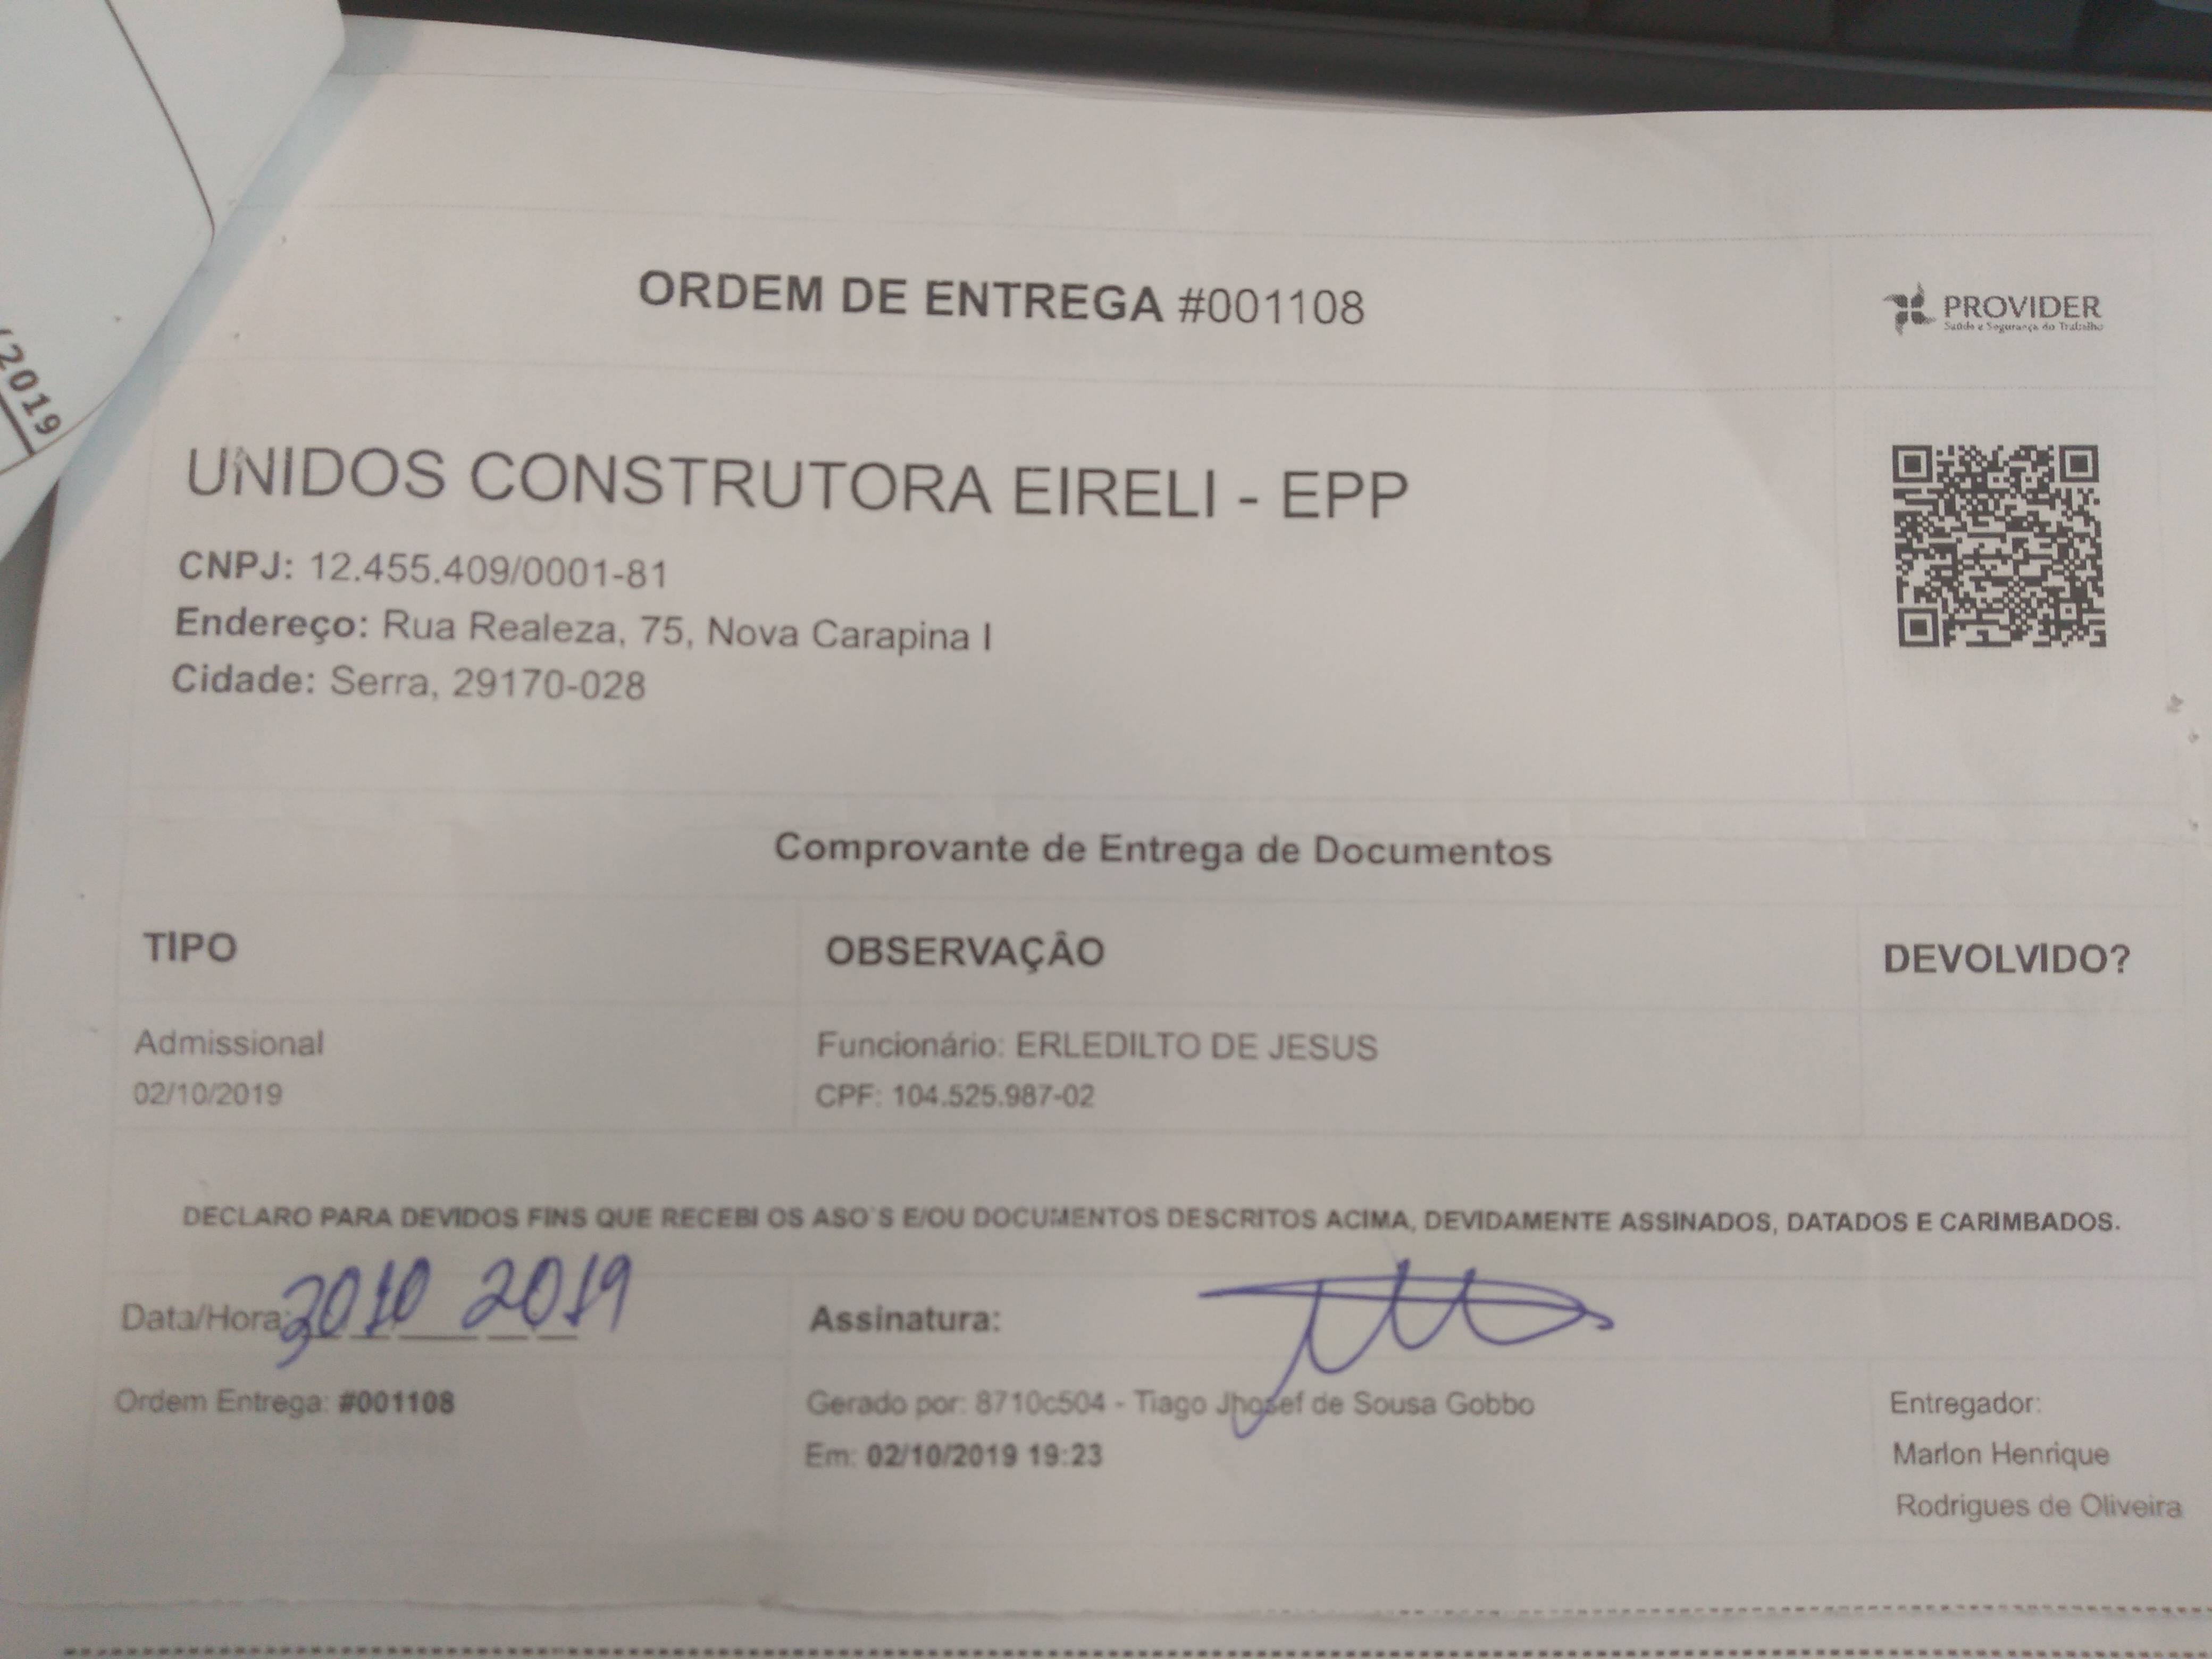 /2019
ORDEM DE ENTREGA #001108
PROVIDER
Saúde e Segurança do Trabalho
UNIDOS CONSTRUTORA EIRELI - EPP
CNPJ: 12.455.409/0001-81
Endereço: Rua Realeza, 75, Nova Carapina I
Cidade: Serra, 29170-028
Comprovante de Entrega de Documentos
TIPO OBSERVAÇÃO DEVOLVIDO?
Admissional Funcionário: ERLEDILTO DE JESUS
02/10/2019 CPF: 104.525.987-02
DECLARO PARA DEVIDOS FINS QUE RECEBI OS ASO'S E/OU DOCUMENTOS DESCRITOS ACIMA, DEVIDAMENTE ASSINADOS, DATADOS E CARIMBADOS.
Data/Hora: 3010 2019 Assinatura:
Ordem Entrega: #001108 Gerado por: 8710c504 - Tiago Jhosef de Sousa Gobbo Entregador:
Em: 02/10/2019 19:23 Marlon Henrique
Rodrigues de Oliveira